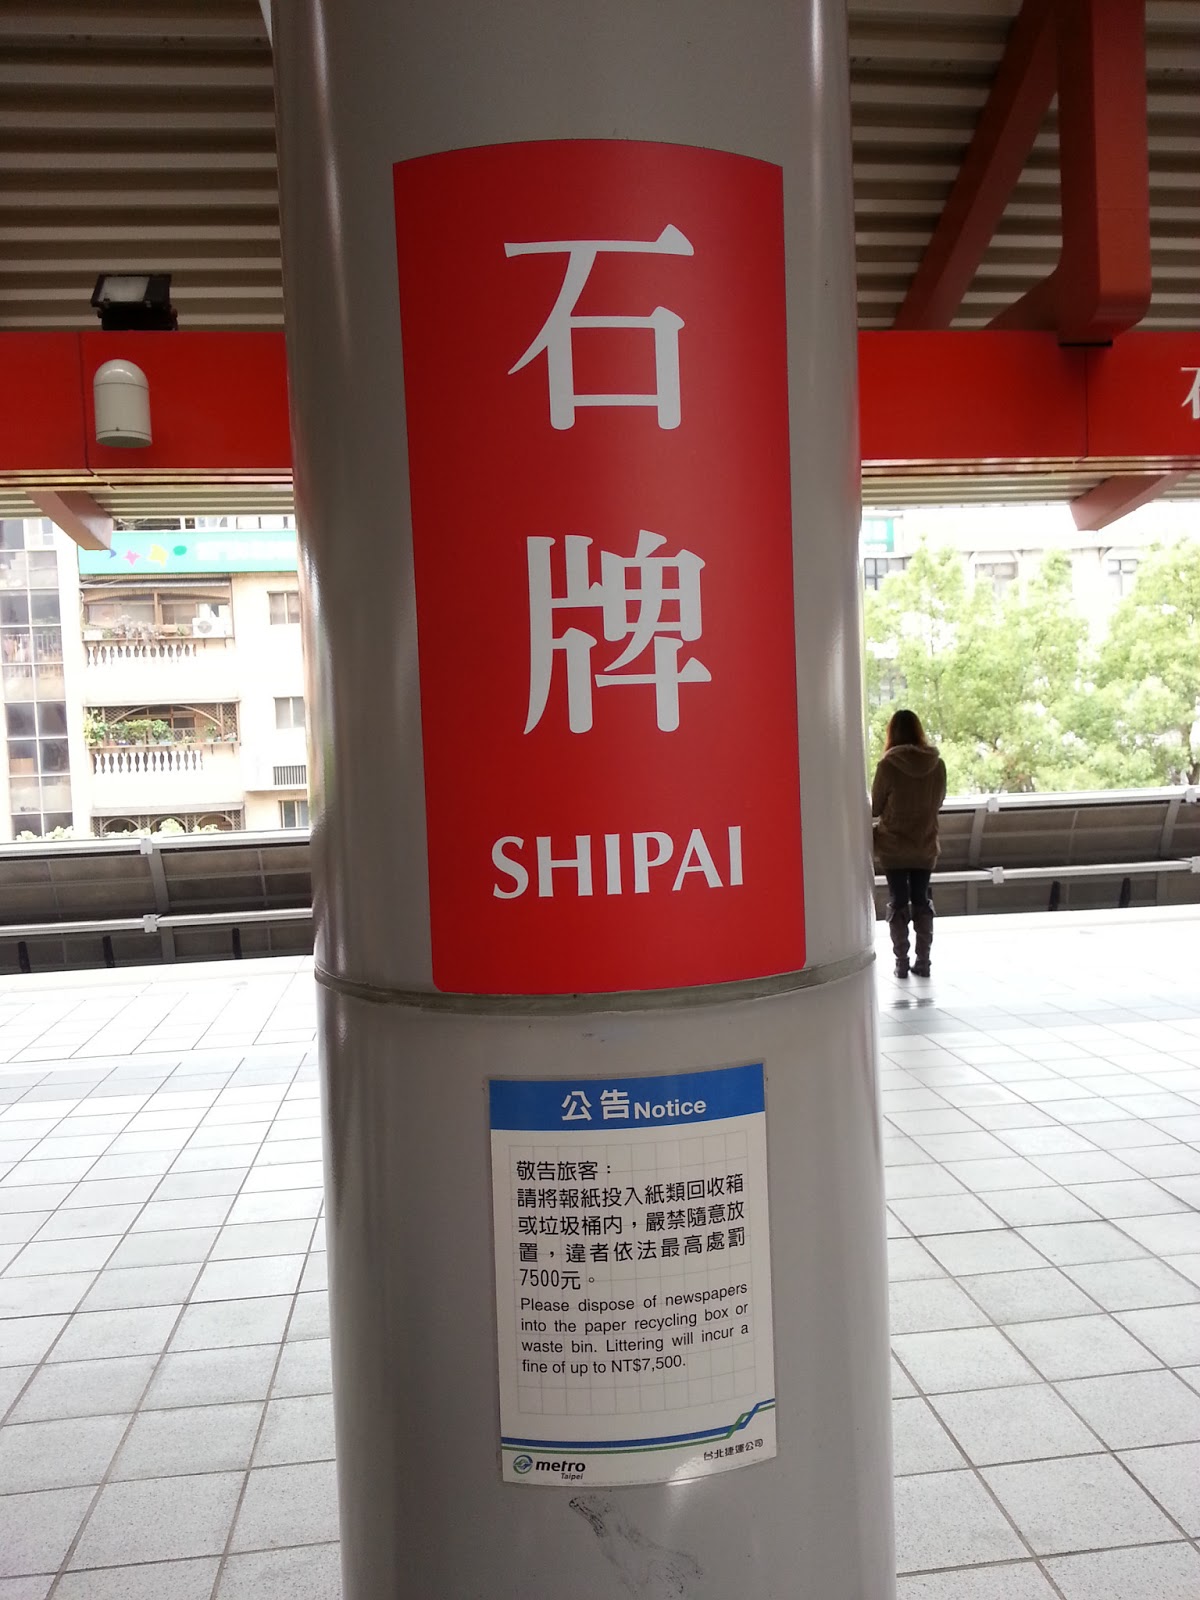 石
牌
SHIPAI
公告Notice
敬告旅客：
請將報紙投入紙類回收箱
或垃圾桶內，嚴禁隨意放
置，違者依法最高處罰
7500元。
Please dispose of newspapers
into the paper recycling box or
waste bin. Littering will incur a
fine of up to NT$7,500.
metro
Taipei
台北捷運公司